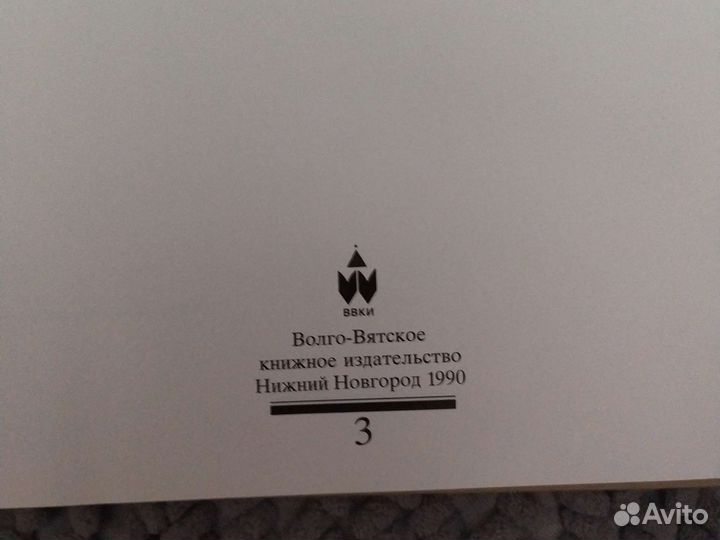 ВВКИ
Волго-Вятское
книжное издательство
Нижний Новгород 1990
3
Avito